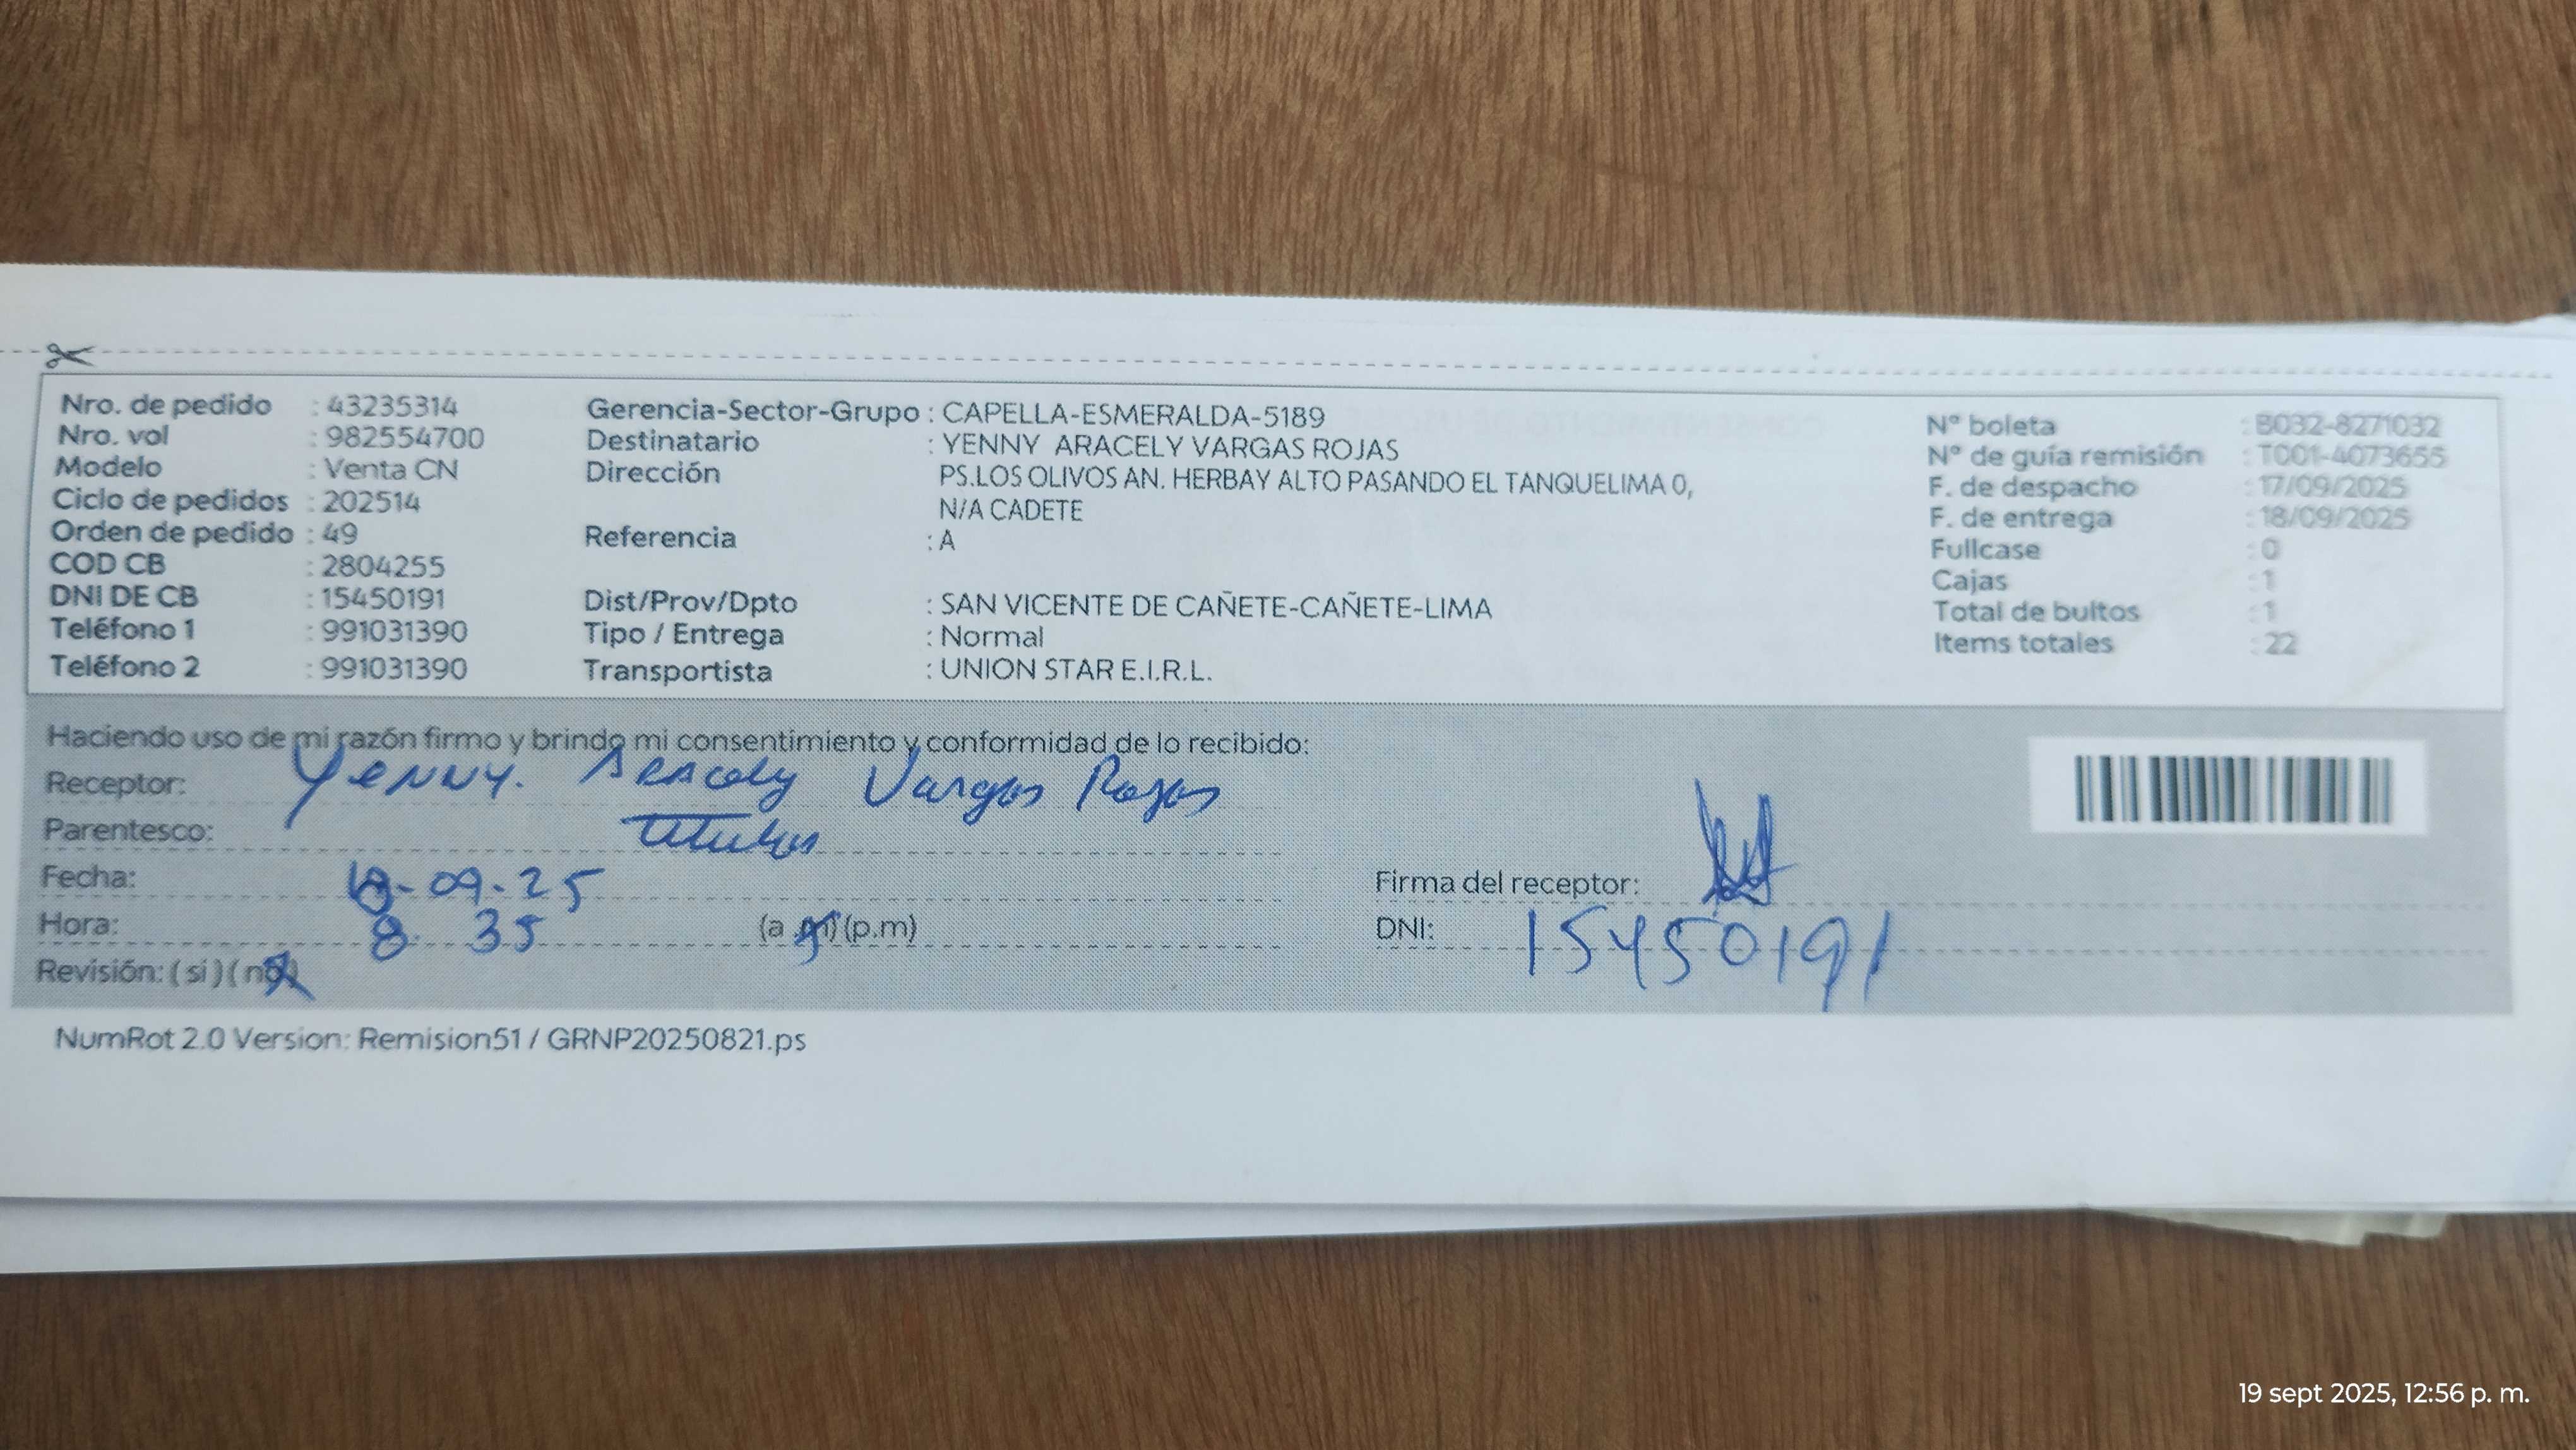 Nro. de pedido : 43235314
Nro. vol : 982554700
Modelo : Venta CN
Ciclo de pedidos : 202514
Orden de pedido : 49
COD CB : 2804255
DNI DE CB : 15450191
Teléfono 1 : 991031390
Teléfono 2 : 991031390
Gerencia-Sector-Grupo : CAPELLA-ESMERALDA-5189
Destinatario : YENNY ARACELY VARGAS ROJAS
Dirección PS.LOS OLIVOS AN. HERBAY ALTO PASANDO EL TANQUELIMA 0,
N/A CADETE
Referencia : A
Dist/Prov/Dpto : SAN VICENTE DE CAÑETE-CAÑETE-LIMA
Tipo / Entrega : Normal
Transportista : UNION STAR E.I.R.L.
N° boleta : B032-8271032
N° de guía remisión : T001-4073655
F. de despacho : 17/09/2025
F. de entrega : 18/09/2025
Fullcase : 0
Cajas : 1
Total de bultos : 1
Items totales : 22
Haciendo uso de mi razón firmo y brindo mi consentimiento y conformidad de lo recibido:
Receptor: Yenny. Aracely Vargas Rojas
Parentesco: titular
Fecha: 18-09-25
Hora: 8 35 (a.m) (p.m)
Revisión: ( si ) ( no )
Firma del receptor:
DNI: 15450191
NumRot 2.0 Version: Remision51 / GRNP20250821.ps
19 sept 2025, 12:56 p. m.